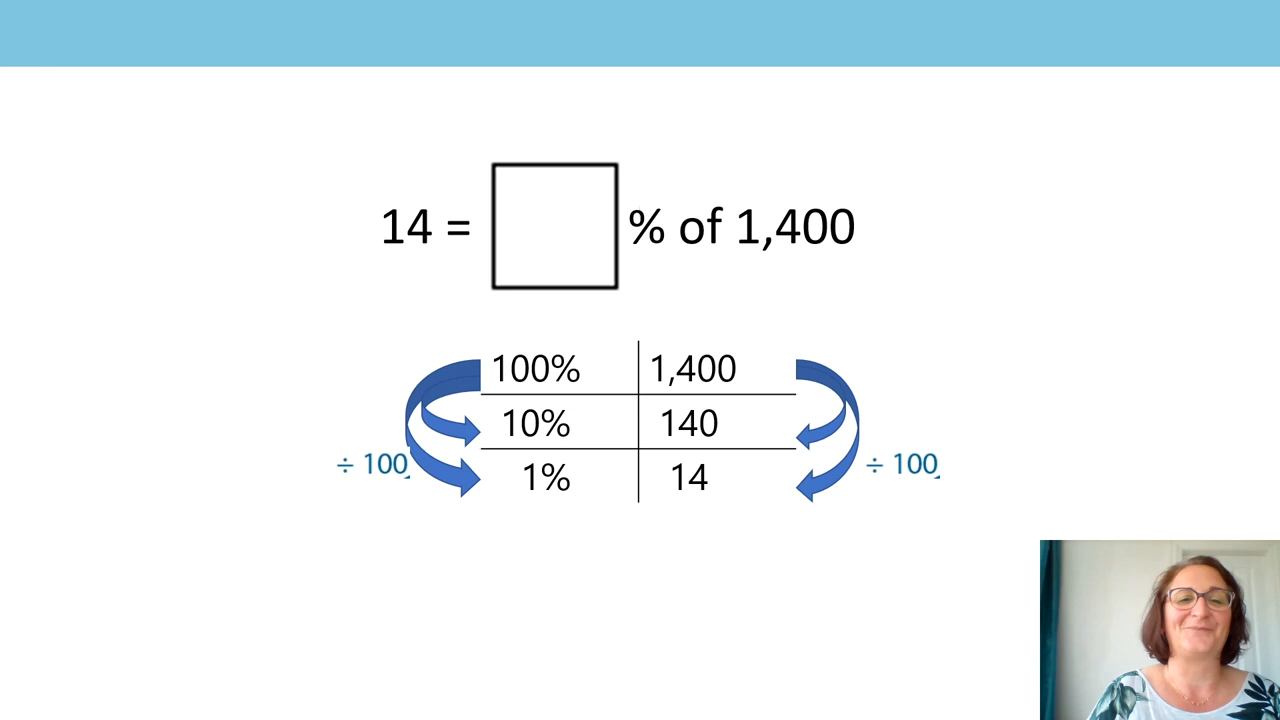 14 = % of 1,400
100% 1,400
10% 140
÷ 100 ÷ 100
1% 14